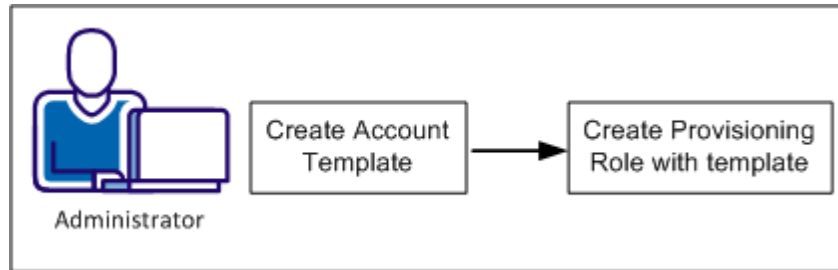 Create Account
Template
Create Provisioning
Role with template
Administrator